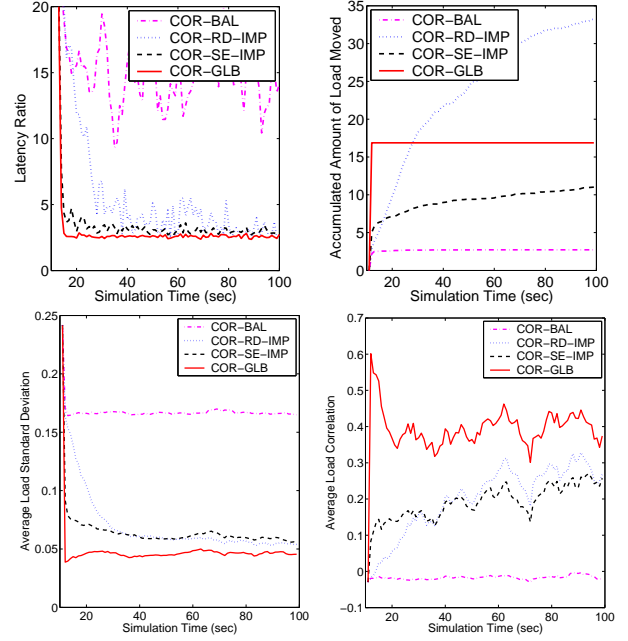 COR-BAL
COR-RD-IMP
COR-SE-IMP
COR-GLB
20
15
10
5
0
Latency Ratio
20 40 60 80 100
Simulation Time (sec)
COR-BAL
COR-RD-IMP
COR-SE-IMP
COR-GLB
35
30
25
20
15
10
5
0
Accumulated Amount of Load Moved
20 40 60 80 100
Simulation Time (sec)
COR-BAL
COR-RD-IMP
COR-SE-IMP
COR-GLB
0.25
0.2
0.15
0.1
0.05
0
Average Load Standard Deviation
20 40 60 80 100
Simulation Time (sec)
COR-BAL
COR-RD-IMP
COR-SE-IMP
COR-GLB
0.7
0.6
0.5
0.4
0.3
0.2
0.1
0
-0.1
Average Load Correlation
20 40 60 80 100
Simulation Time (sec)